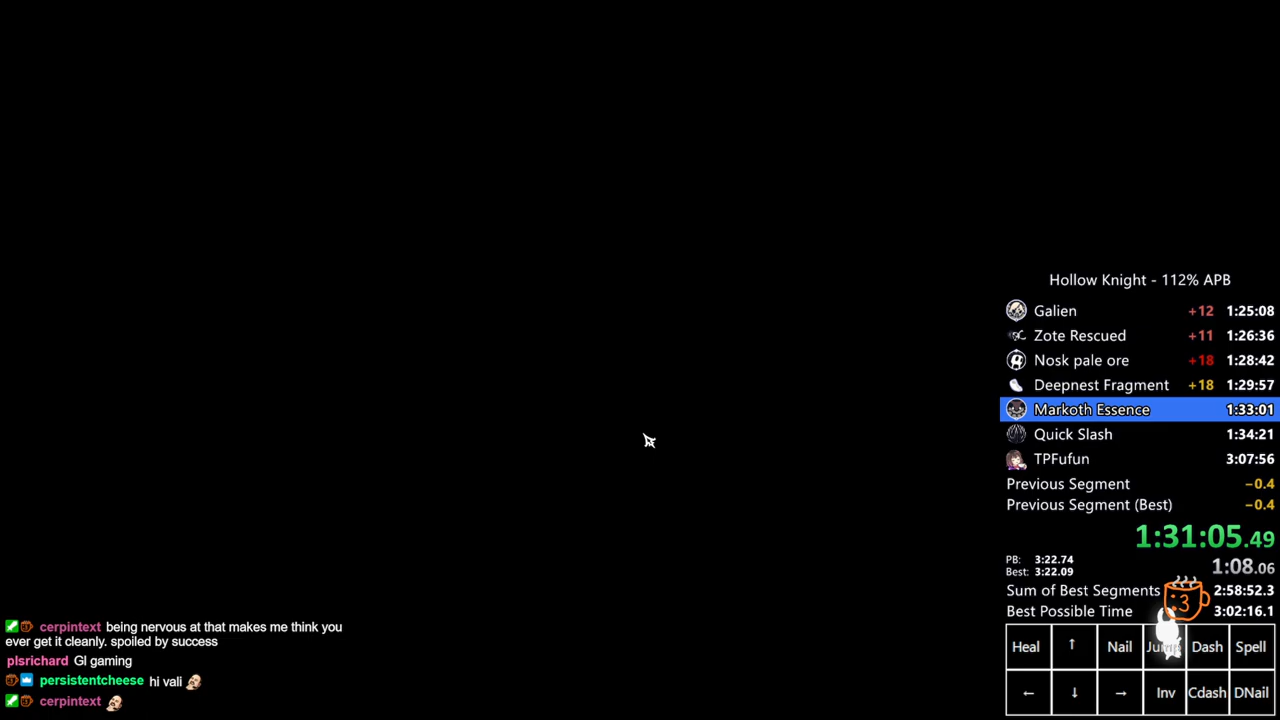 Hollow Knight - 112% APB
Galien +12 1:25:08
Zote Rescued +11 1:26:36
Nosk pale ore +18 1:28:42
Deepnest Fragment +18 1:29:57
Markoth Essence 1:33:01
Quick Slash 1:34:21
TPFufun 3:07:56
Previous Segment −0.4
Previous Segment (Best) −0.4
1:31:05.49
PB: 3:22.74
Best: 3:22.09
1:08.06
Sum of Best Segments 2:58:52.3
Best Possible Time 3:02:16.1
Heal ↑ Nail Jump Dash Spell
← ↓ → Inv Cdash DNail
cerpintext being nervous at that makes me think you
ever get it cleanly. spoiled by success
plsrichard GI gaming
persistentcheese hi vali
cerpintext